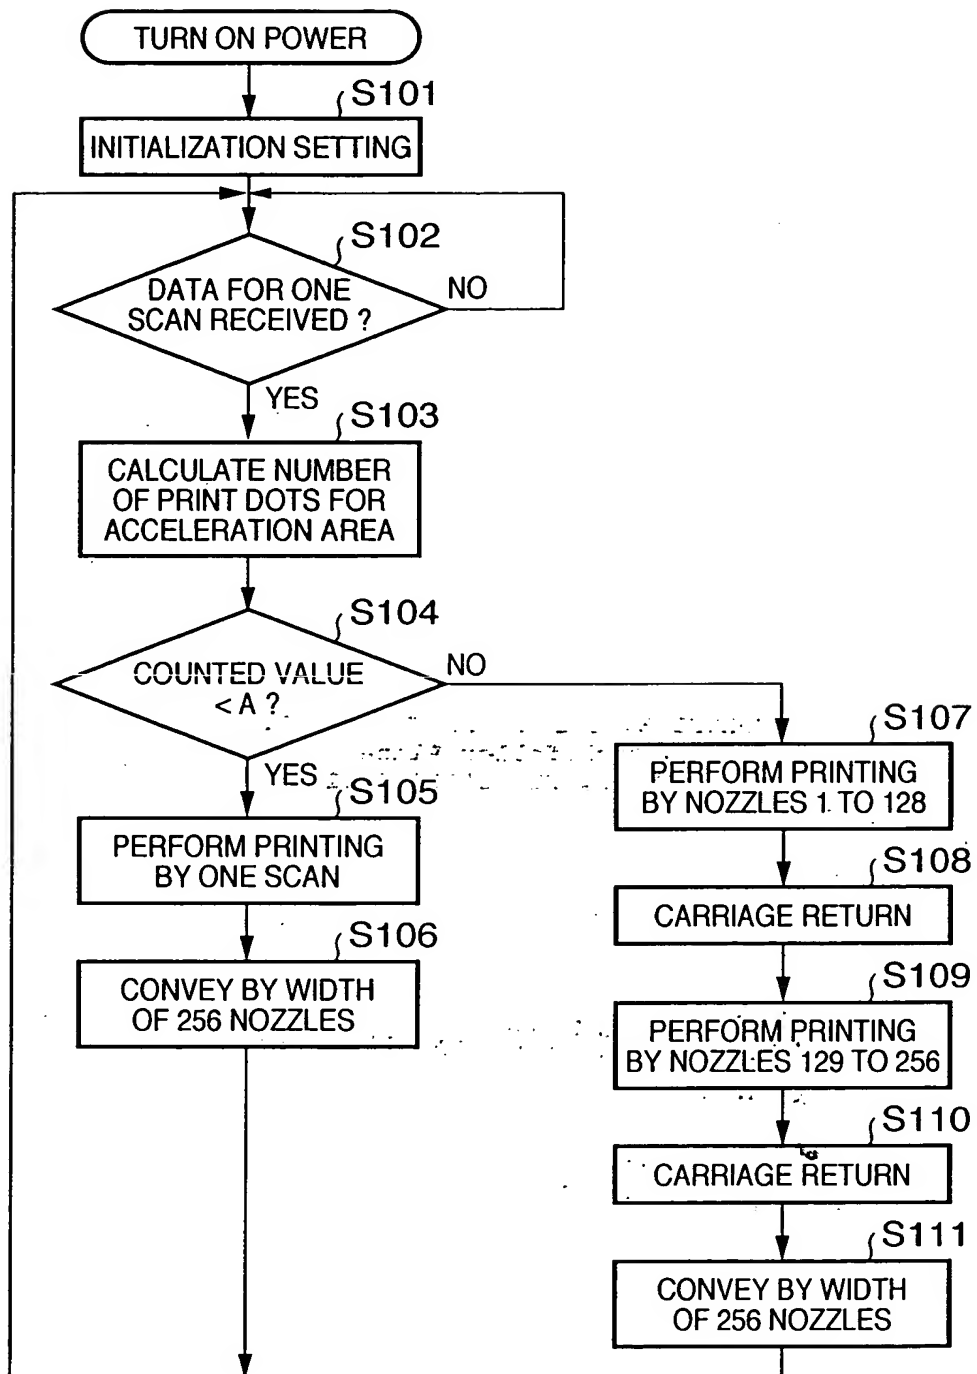 TURN ON POWER
S101
INITIALIZATION SETTING
S102
DATA FOR ONE
SCAN RECEIVED ?
NO
YES
S103
CALCULATE NUMBER
OF PRINT DOTS FOR
ACCELERATION AREA
S104
COUNTED VALUE
< A ?
NO
YES
S105
PERFORM PRINTING
BY ONE SCAN
S106
CONVEY BY WIDTH
OF 256 NOZZLES
S107
PERFORM PRINTING
BY NOZZLES 1 TO 128
S108
CARRIAGE RETURN
S109
PERFORM PRINTING
BY NOZZLES 129 TO 256
S110
CARRIAGE RETURN
S111
CONVEY BY WIDTH
OF 256 NOZZLES